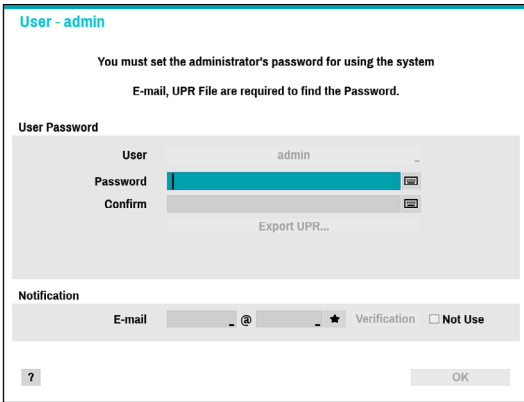 User - admin
You must set the administrator's password for using the system
E-mail, UPR File are required to find the Password.
User Password
User admin
Password
Confirm
Export UPR...
Notification
E-mail @ Verification Not Use
? OK